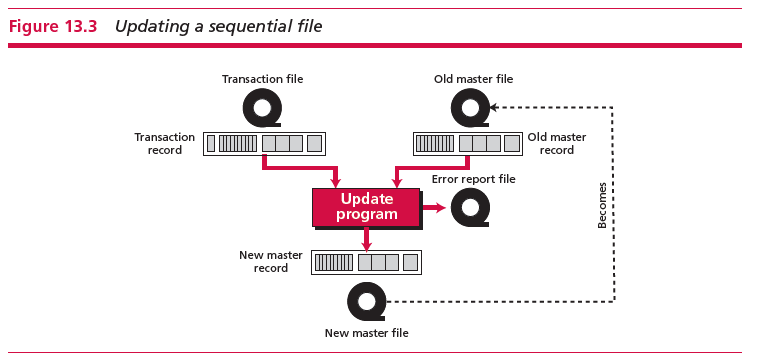 Figure 13.3 Updating a sequential file
Transaction file
Old master file
Transaction
record
Old master
record
Error report file
Update
program
Becomes
New master
record
New master file